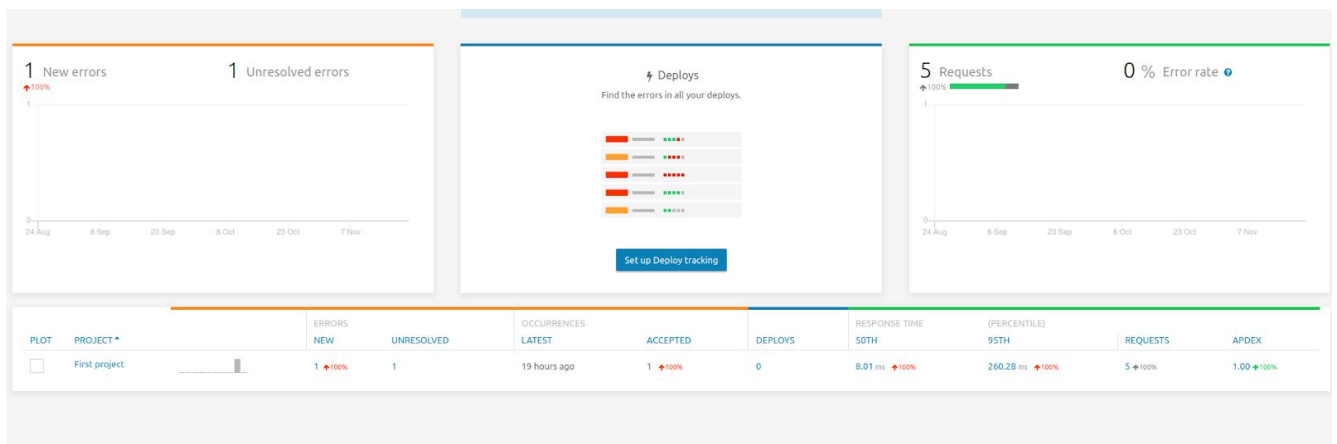 1 New errors
1 Unresolved errors
100%
1
0
24 Aug 8 Sep 23 Sep 8 Oct 23 Oct 7 Nov
Deploys
Find the errors in all your deploys.
Set up Deploy tracking
5 Requests
0 % Error rate ?
100%
1
0
24 Aug 8 Sep 23 Sep 8 Oct 23 Oct 7 Nov
ERRORS OCCURRENCES RESPONSE TIME (PERCENTILE)
PLOT PROJECT NEW UNRESOLVED LATEST ACCEPTED DEPLOYS 50TH 95TH REQUESTS APDEX
First project 1 100% 1 19 hours ago 1 100% 0 8.01 ms 100% 260.28 ms 100% 5 100% 1.00 100%